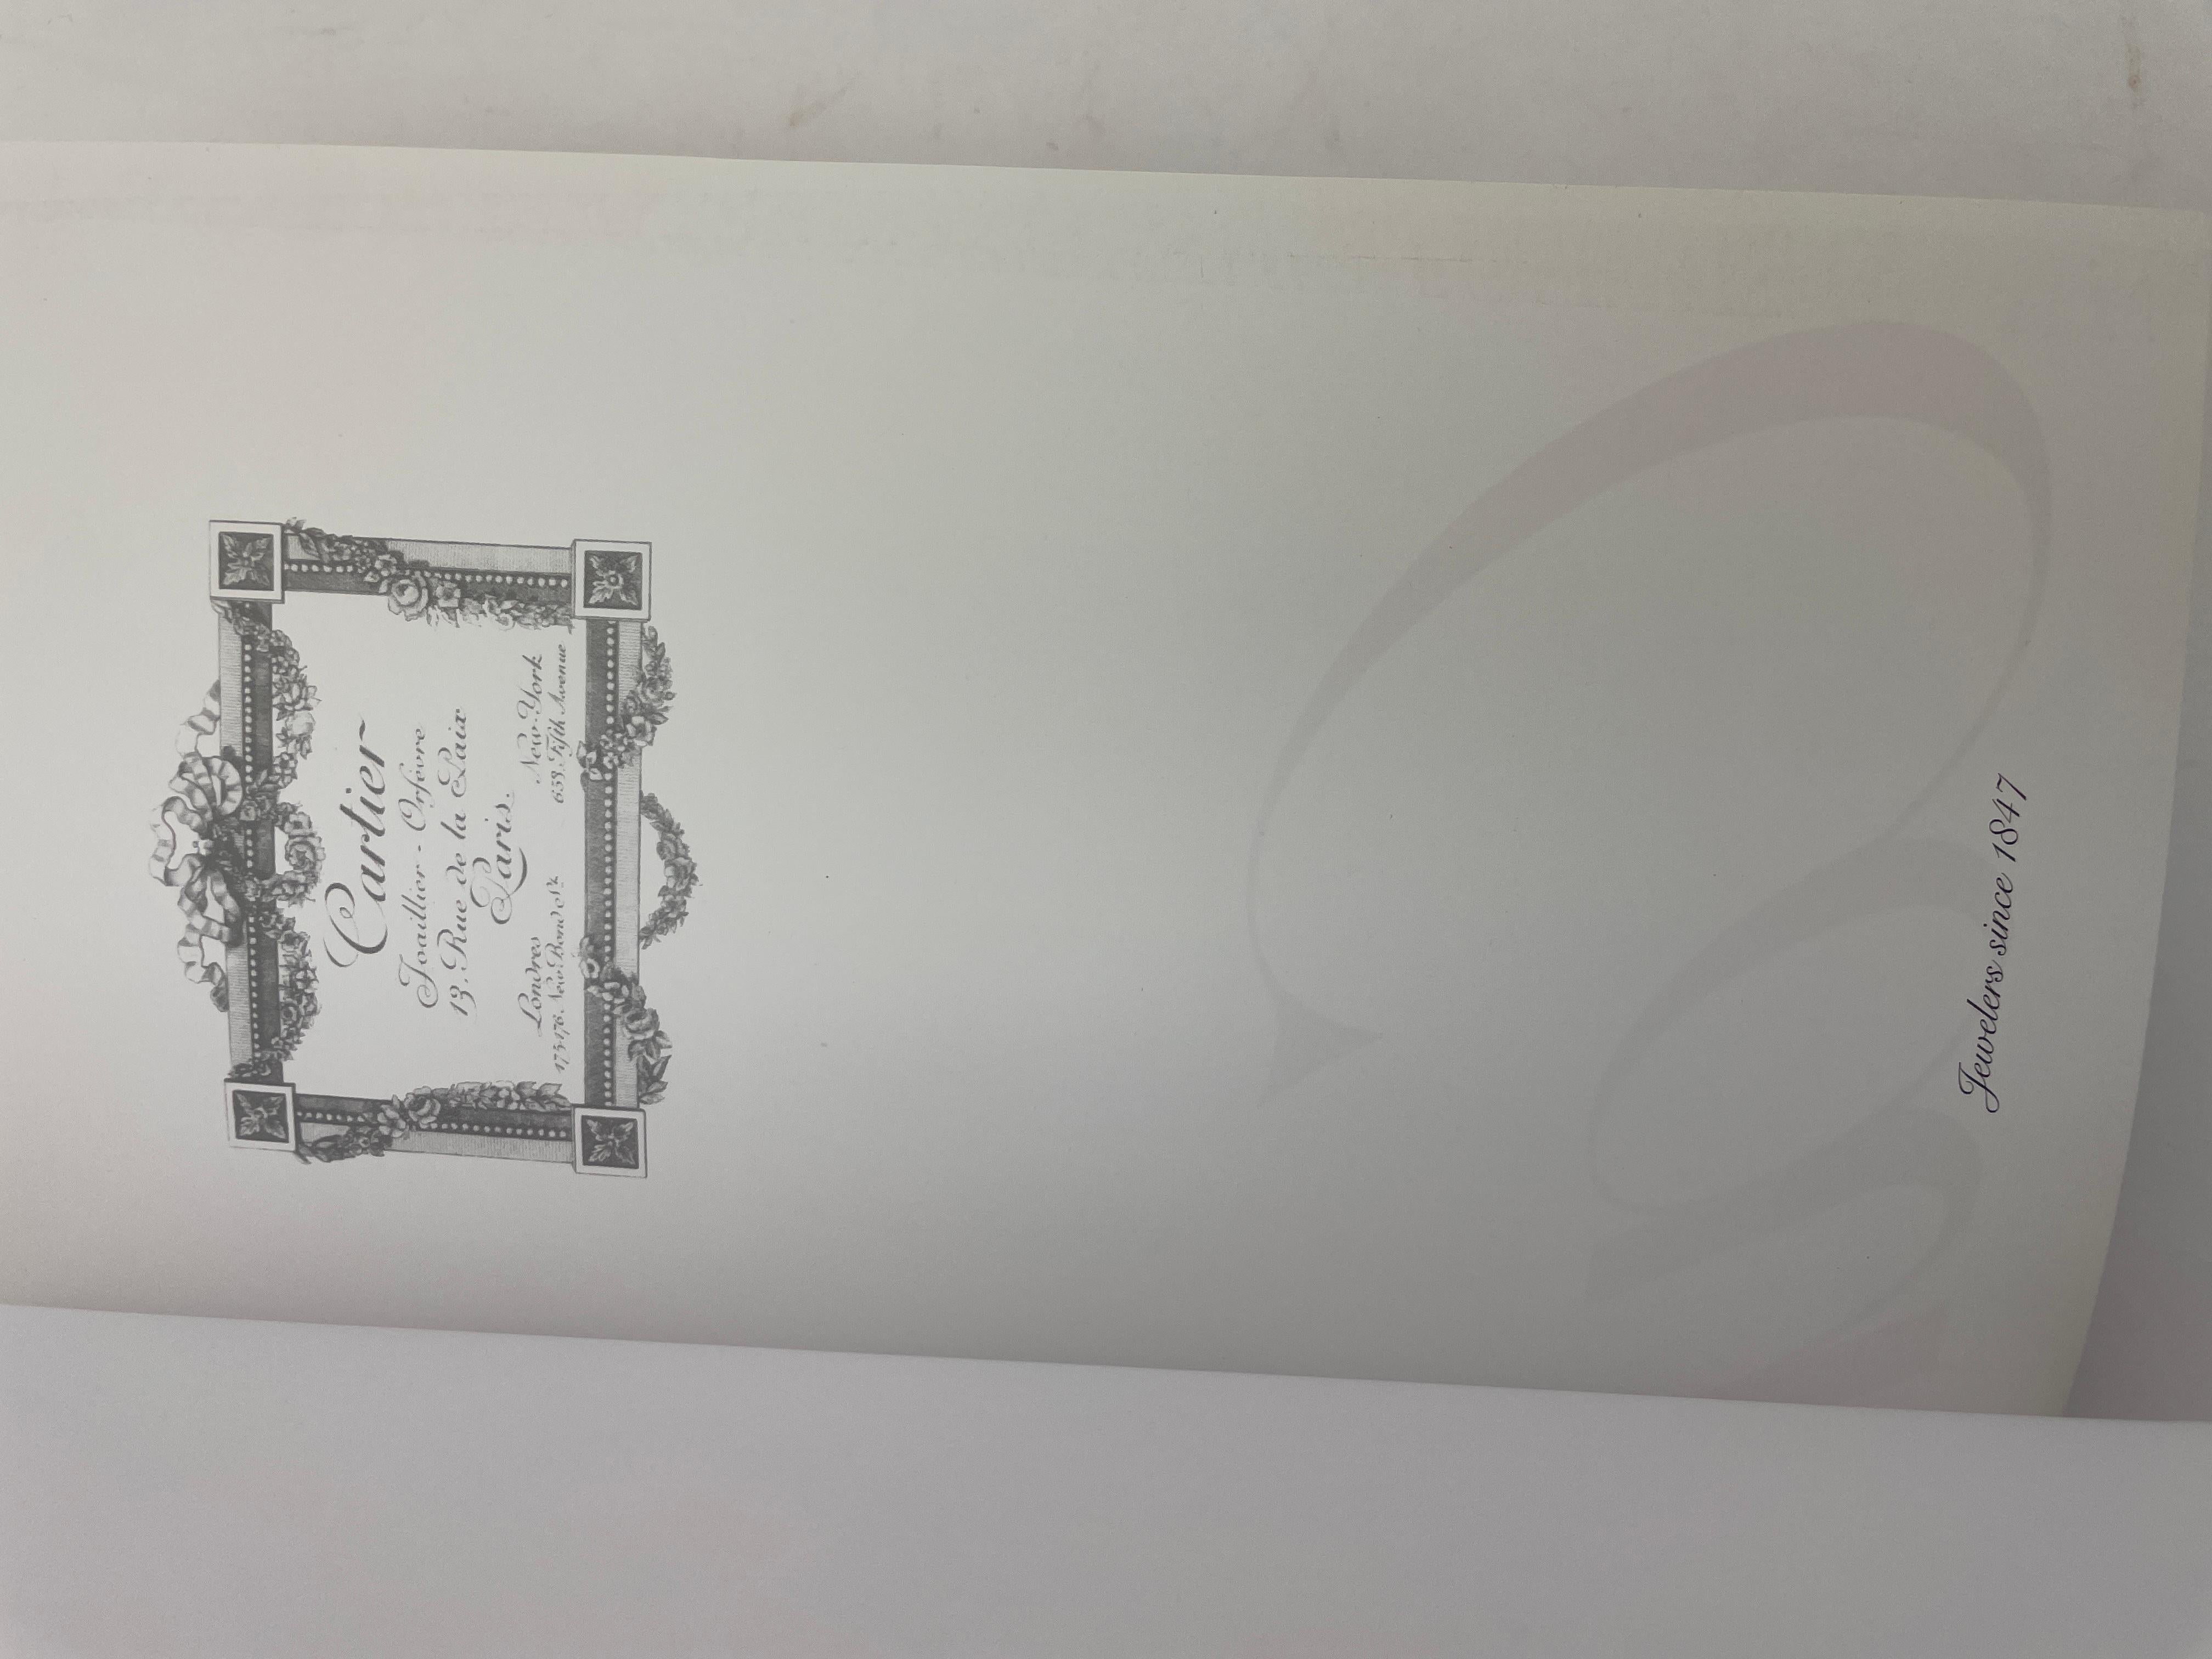 Cartier
Joaillier - Orfèvre
13, Rue de la Paix
Paris.
Londres
175-176, New Bond St
New-York
653, Fifth Avenue
Jewelers since 1847